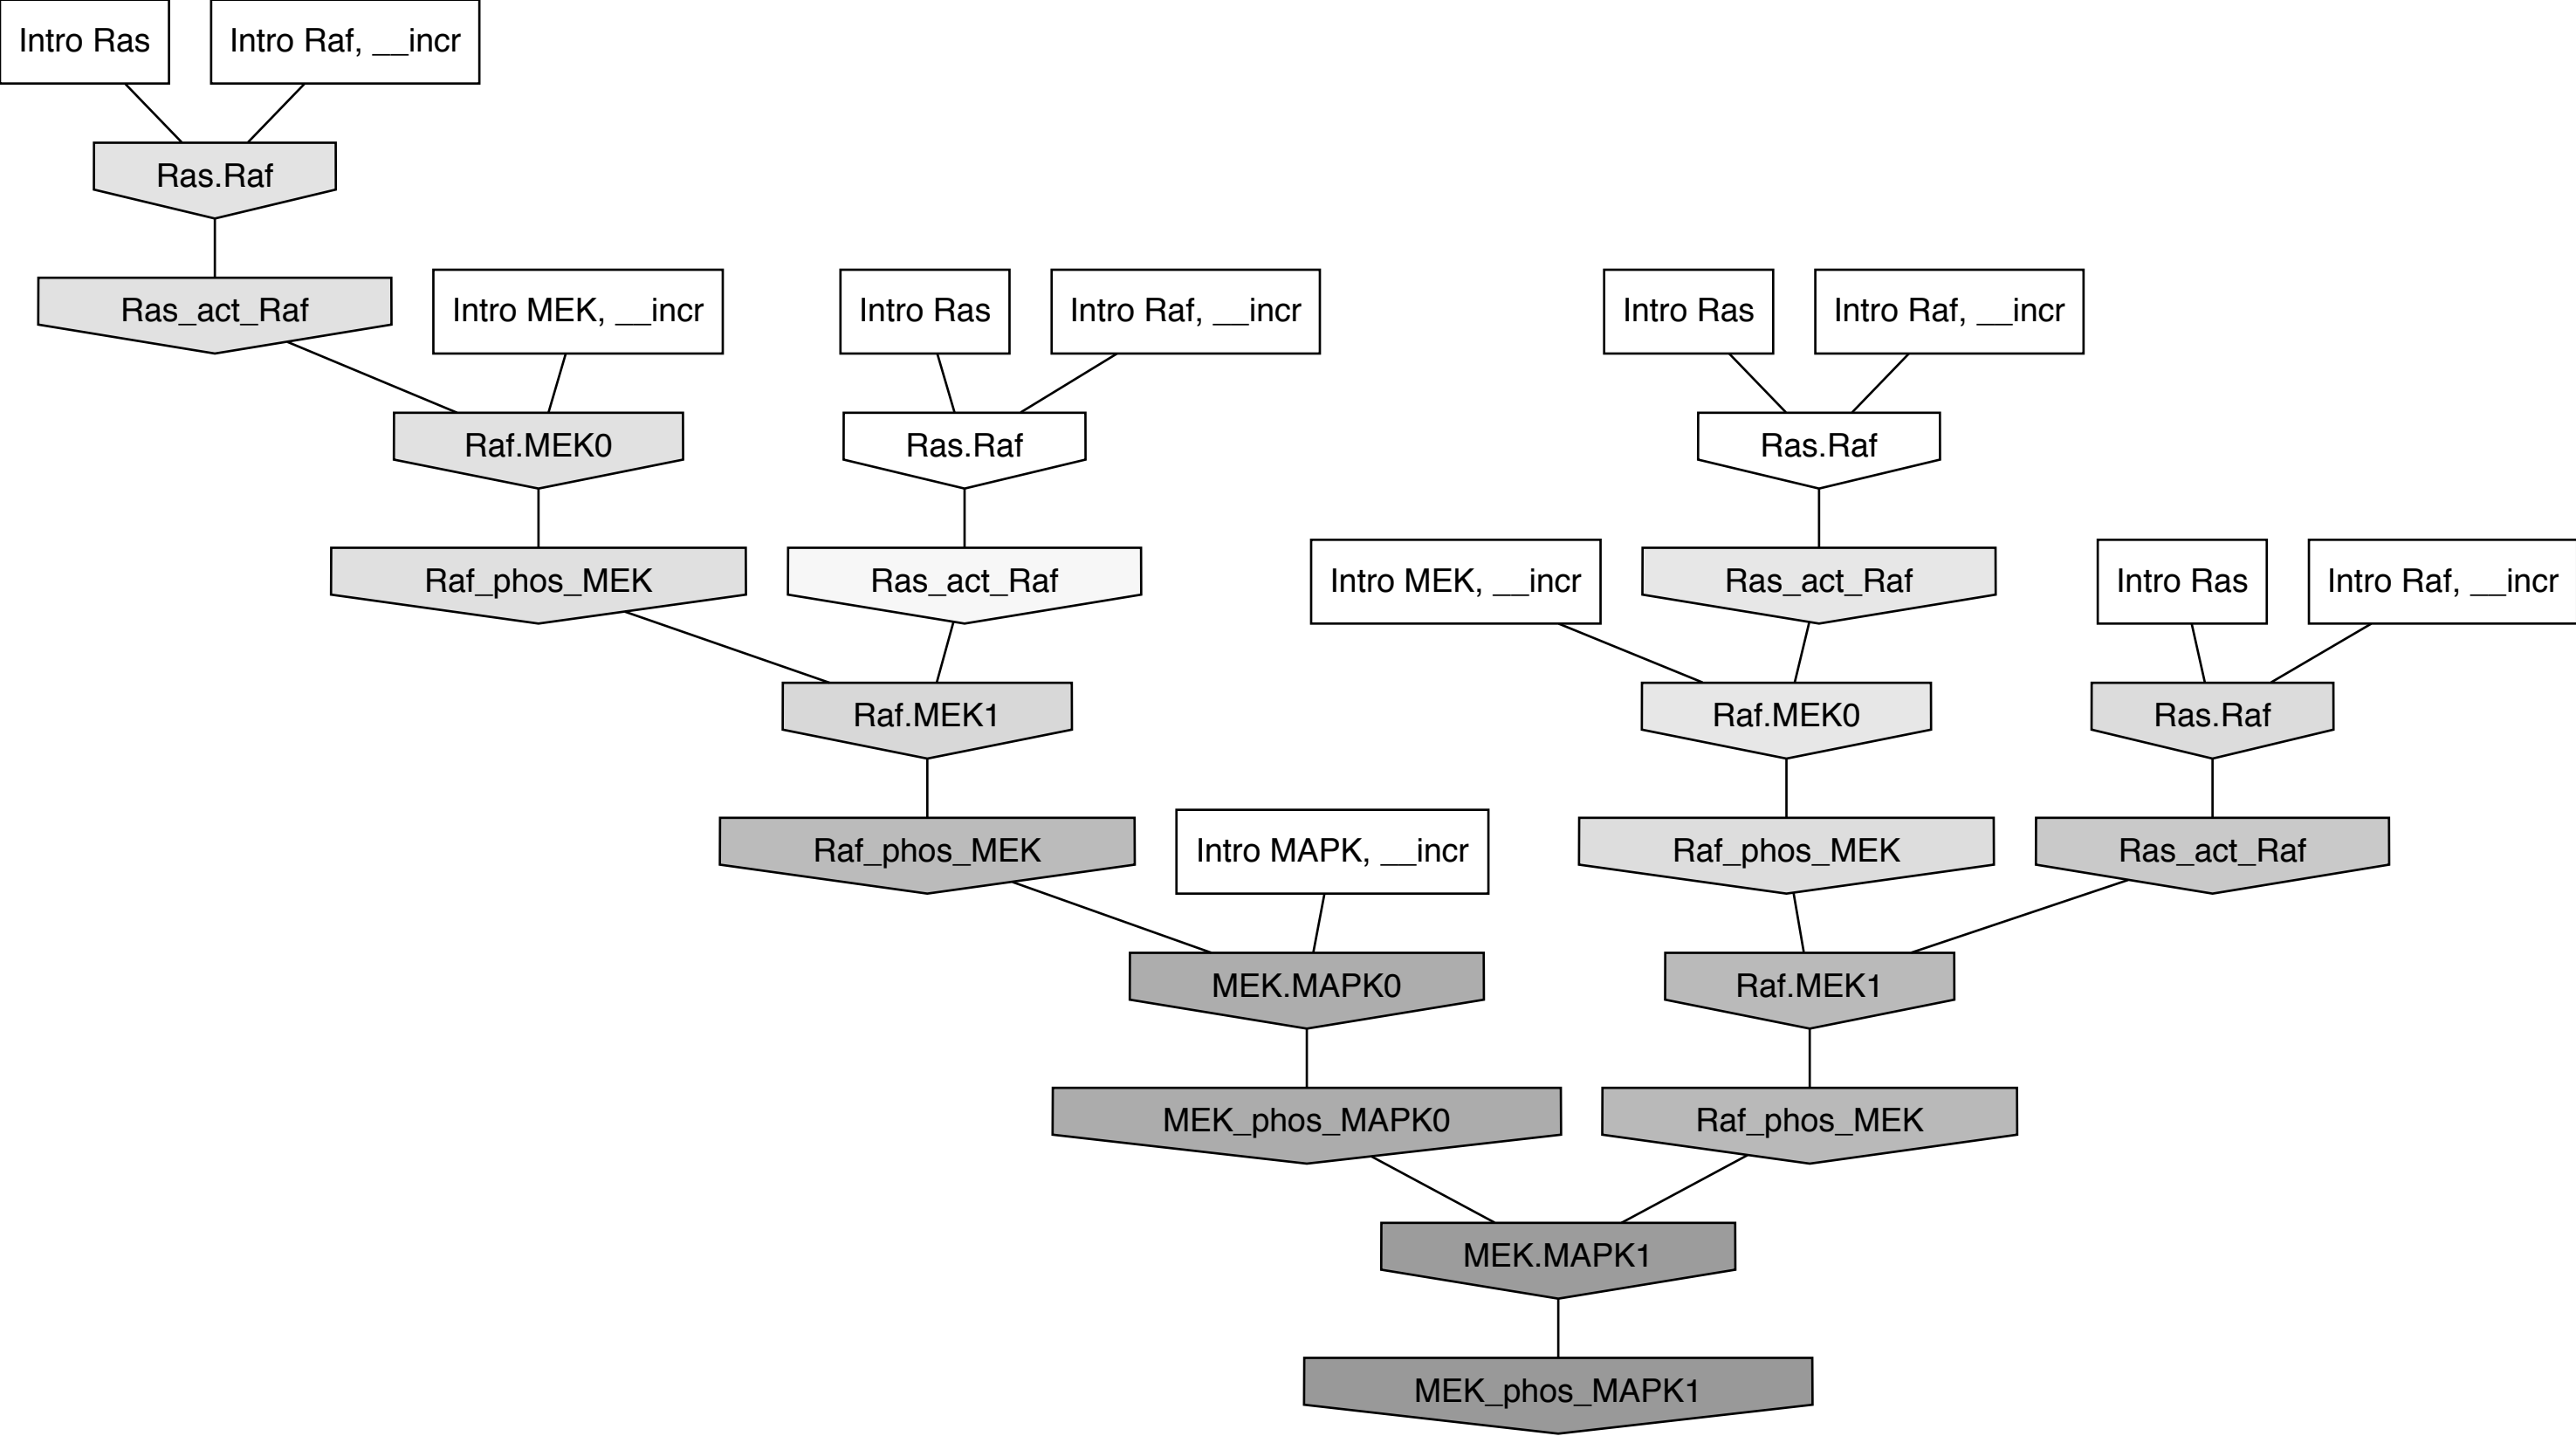 Intro Ras
Intro Raf, __incr
Ras.Raf
Ras_act_Raf
Intro MEK, __incr
Intro Ras
Intro Raf, __incr
Intro Ras
Intro Raf, __incr
Raf.MEK0
Ras.Raf
Ras.Raf
Raf_phos_MEK
Ras_act_Raf
Intro MEK, __incr
Ras_act_Raf
Intro Ras
Intro Raf, __incr
Raf.MEK1
Raf.MEK0
Ras.Raf
Raf_phos_MEK
Intro MAPK, __incr
Raf_phos_MEK
Ras_act_Raf
MEK.MAPK0
Raf.MEK1
MEK_phos_MAPK0
Raf_phos_MEK
MEK.MAPK1
MEK_phos_MAPK1